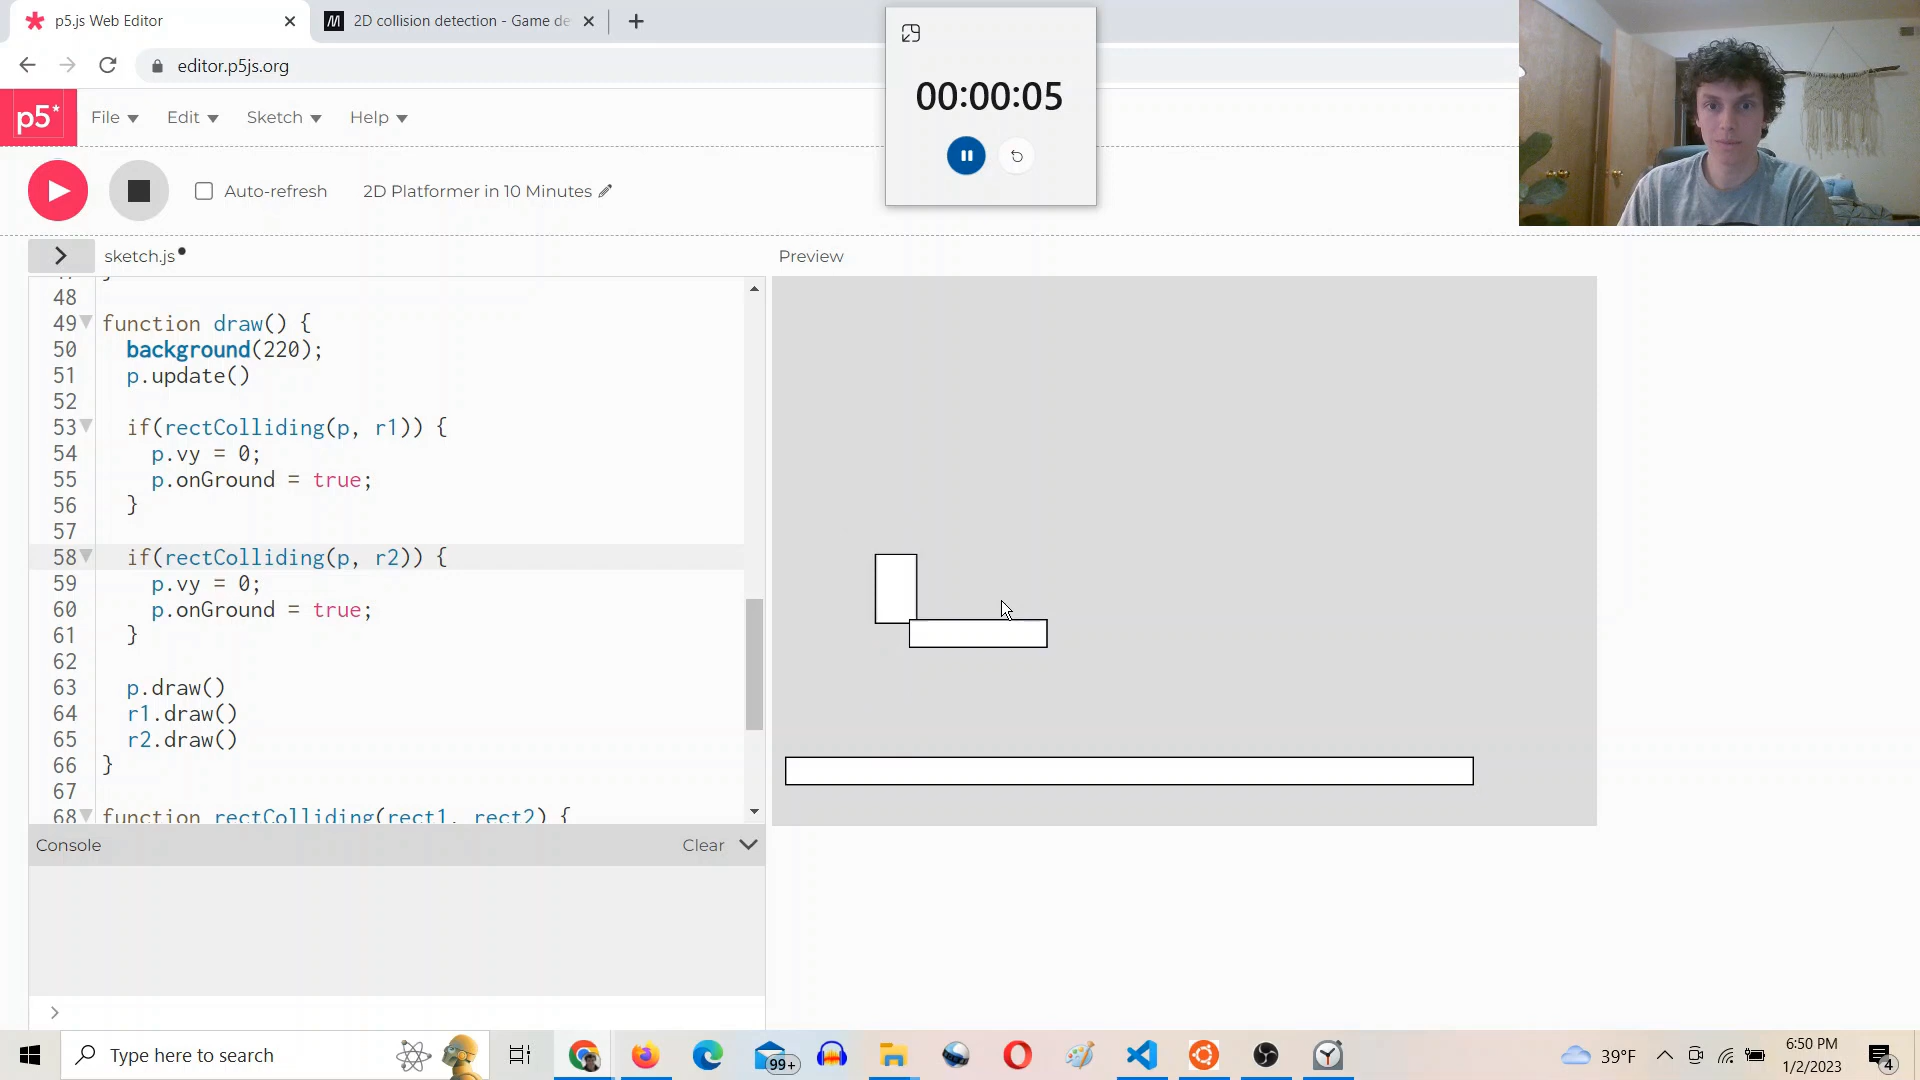 p5.js Web Editor
2D collision detection - Game de
editor.p5js.org
00:00:05
p5*
File
Edit
Sketch
Help
Auto-refresh
2D Platformer in 10 Minutes
sketch.js
Preview
48
49 function draw() {
50 background(220);
51 p.update()
52
53 if(rectColliding(p, r1)) {
54 p.vy = 0;
55 p.onGround = true;
56 }
57
58 if(rectColliding(p, r2)) {
59 p.vy = 0;
60 p.onGround = true;
61 }
62
63 p.draw()
64 r1.draw()
65 r2.draw()
66 }
67
68 function rectColliding(rect1, rect2) {
Console
Clear
Type here to search
99+
39°F
6:50 PM
1/2/2023
4